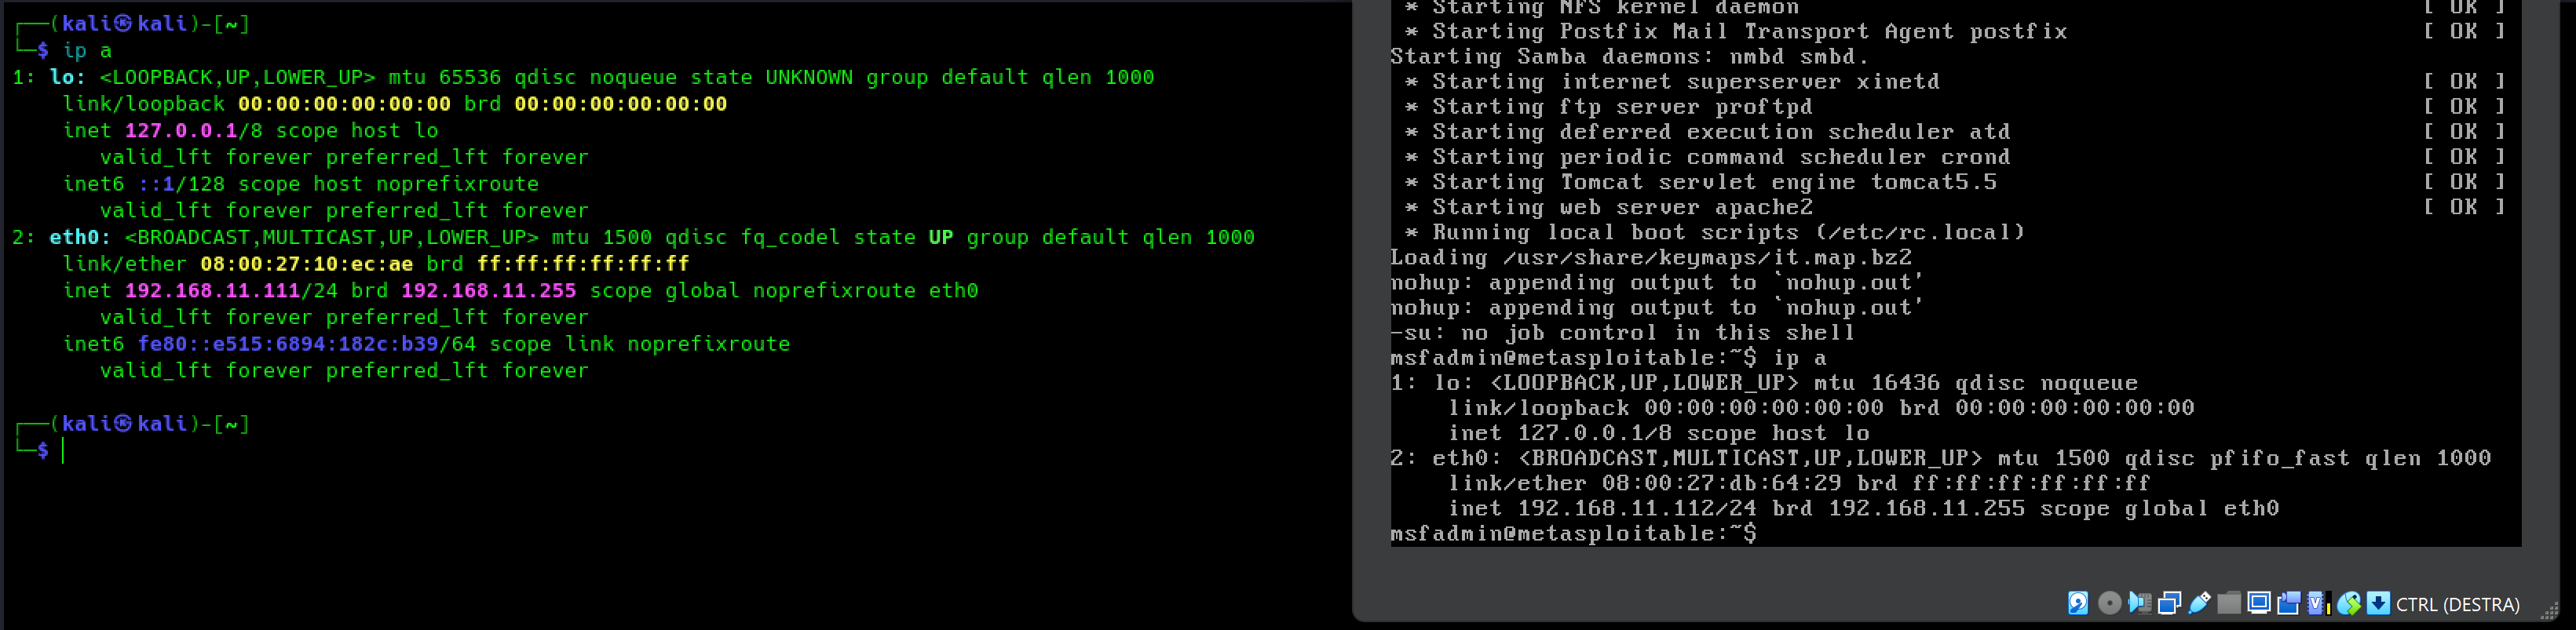 ┌──(kali㉿kali)-[~]
└─$ ip a
1: lo: <LOOPBACK,UP,LOWER_UP> mtu 65536 qdisc noqueue state UNKNOWN group default qlen 1000
    link/loopback 00:00:00:00:00:00 brd 00:00:00:00:00:00
    inet 127.0.0.1/8 scope host lo
       valid_lft forever preferred_lft forever
    inet6 ::1/128 scope host noprefixroute
       valid_lft forever preferred_lft forever
2: eth0: <BROADCAST,MULTICAST,UP,LOWER_UP> mtu 1500 qdisc fq_codel state UP group default qlen 1000
    link/ether 08:00:27:10:ec:ae brd ff:ff:ff:ff:ff:ff
    inet 192.168.11.111/24 brd 192.168.11.255 scope global noprefixroute eth0
       valid_lft forever preferred_lft forever
    inet6 fe80::e515:6894:182c:b39/64 scope link noprefixroute
       valid_lft forever preferred_lft forever
┌──(kali㉿kali)-[~]
└─$
 * Starting NFS kernel daemon [ OK ]
 * Starting Postfix Mail Transport Agent postfix [ OK ]
Starting Samba daemons: nmbd smbd.
 * Starting internet superserver xinetd [ OK ]
 * Starting ftp server proftpd [ OK ]
 * Starting deferred execution scheduler atd [ OK ]
 * Starting periodic command scheduler crond [ OK ]
 * Starting Tomcat servlet engine tomcat5.5 [ OK ]
 * Starting web server apache2 [ OK ]
 * Running local boot scripts (/etc/rc.local)
Loading /usr/share/keymaps/it.map.bz2
nohup: appending output to `nohup.out'
nohup: appending output to `nohup.out'
-su: no job control in this shell
msfadmin@metasploitable:~$ ip a
1: lo: <LOOPBACK,UP,LOWER_UP> mtu 16436 qdisc noqueue
    link/loopback 00:00:00:00:00:00 brd 00:00:00:00:00:00
    inet 127.0.0.1/8 scope host lo
2: eth0: <BROADCAST,MULTICAST,UP,LOWER_UP> mtu 1500 qdisc pfifo_fast qlen 1000
    link/ether 08:00:27:db:64:29 brd ff:ff:ff:ff:ff:ff
    inet 192.168.11.112/24 brd 192.168.11.255 scope global eth0
msfadmin@metasploitable:~$
CTRL (DESTRA)